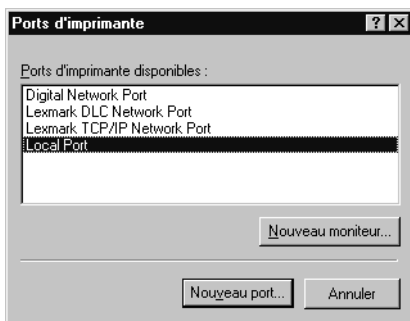 Ports d'imprimante
Ports d'imprimante disponibles :
Digital Network Port
Lexmark DLC Network Port
Lexmark TCP/IP Network Port
Local Port
Nouveau moniteur...
Nouveau port...
Annuler